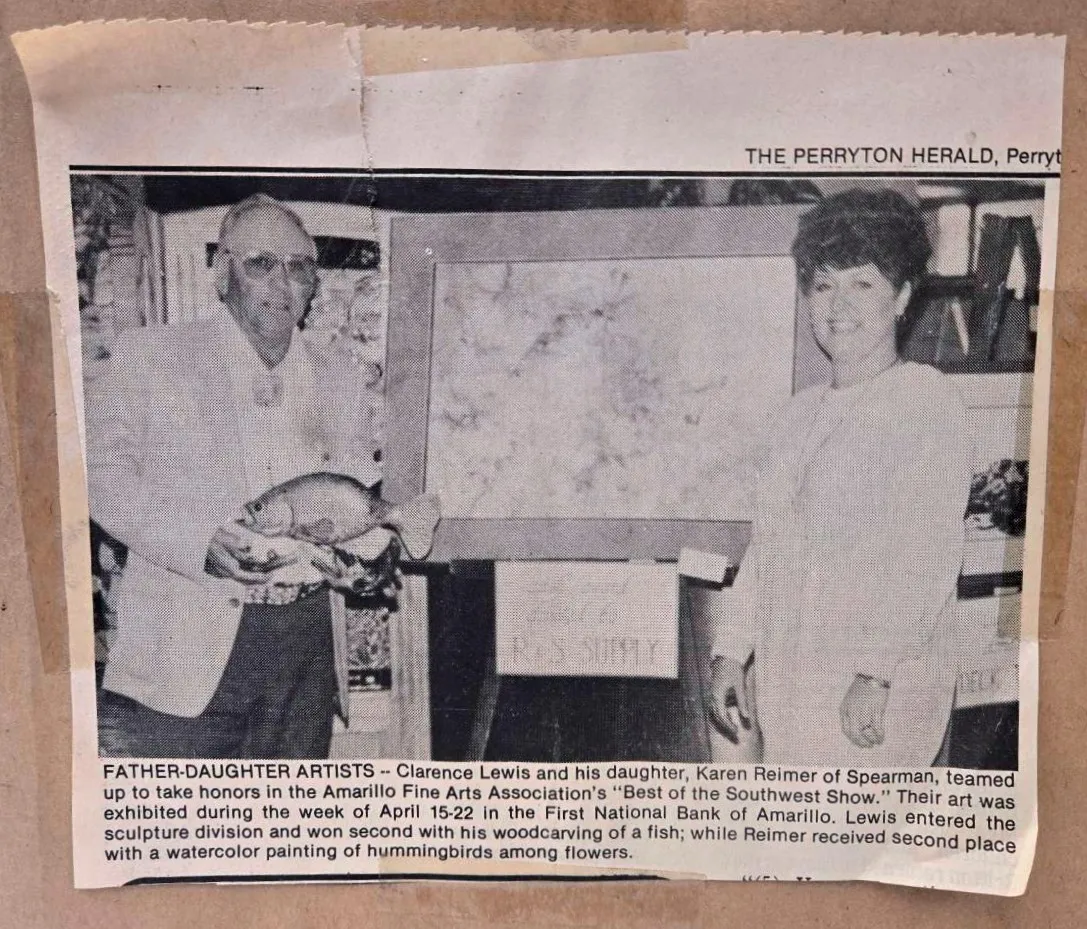 THE PERRYTON HERALD, Perryt
2nd award
R & S SUPPLY
DECK
FATHER-DAUGHTER ARTISTS -- Clarence Lewis and his daughter, Karen Reimer of Spearman, teamed
up to take honors in the Amarillo Fine Arts Association's "Best of the Southwest Show." Their art was
exhibited during the week of April 15-22 in the First National Bank of Amarillo. Lewis entered the
sculpture division and won second with his woodcarving of a fish; while Reimer received second place
with a watercolor painting of hummingbirds among flowers.